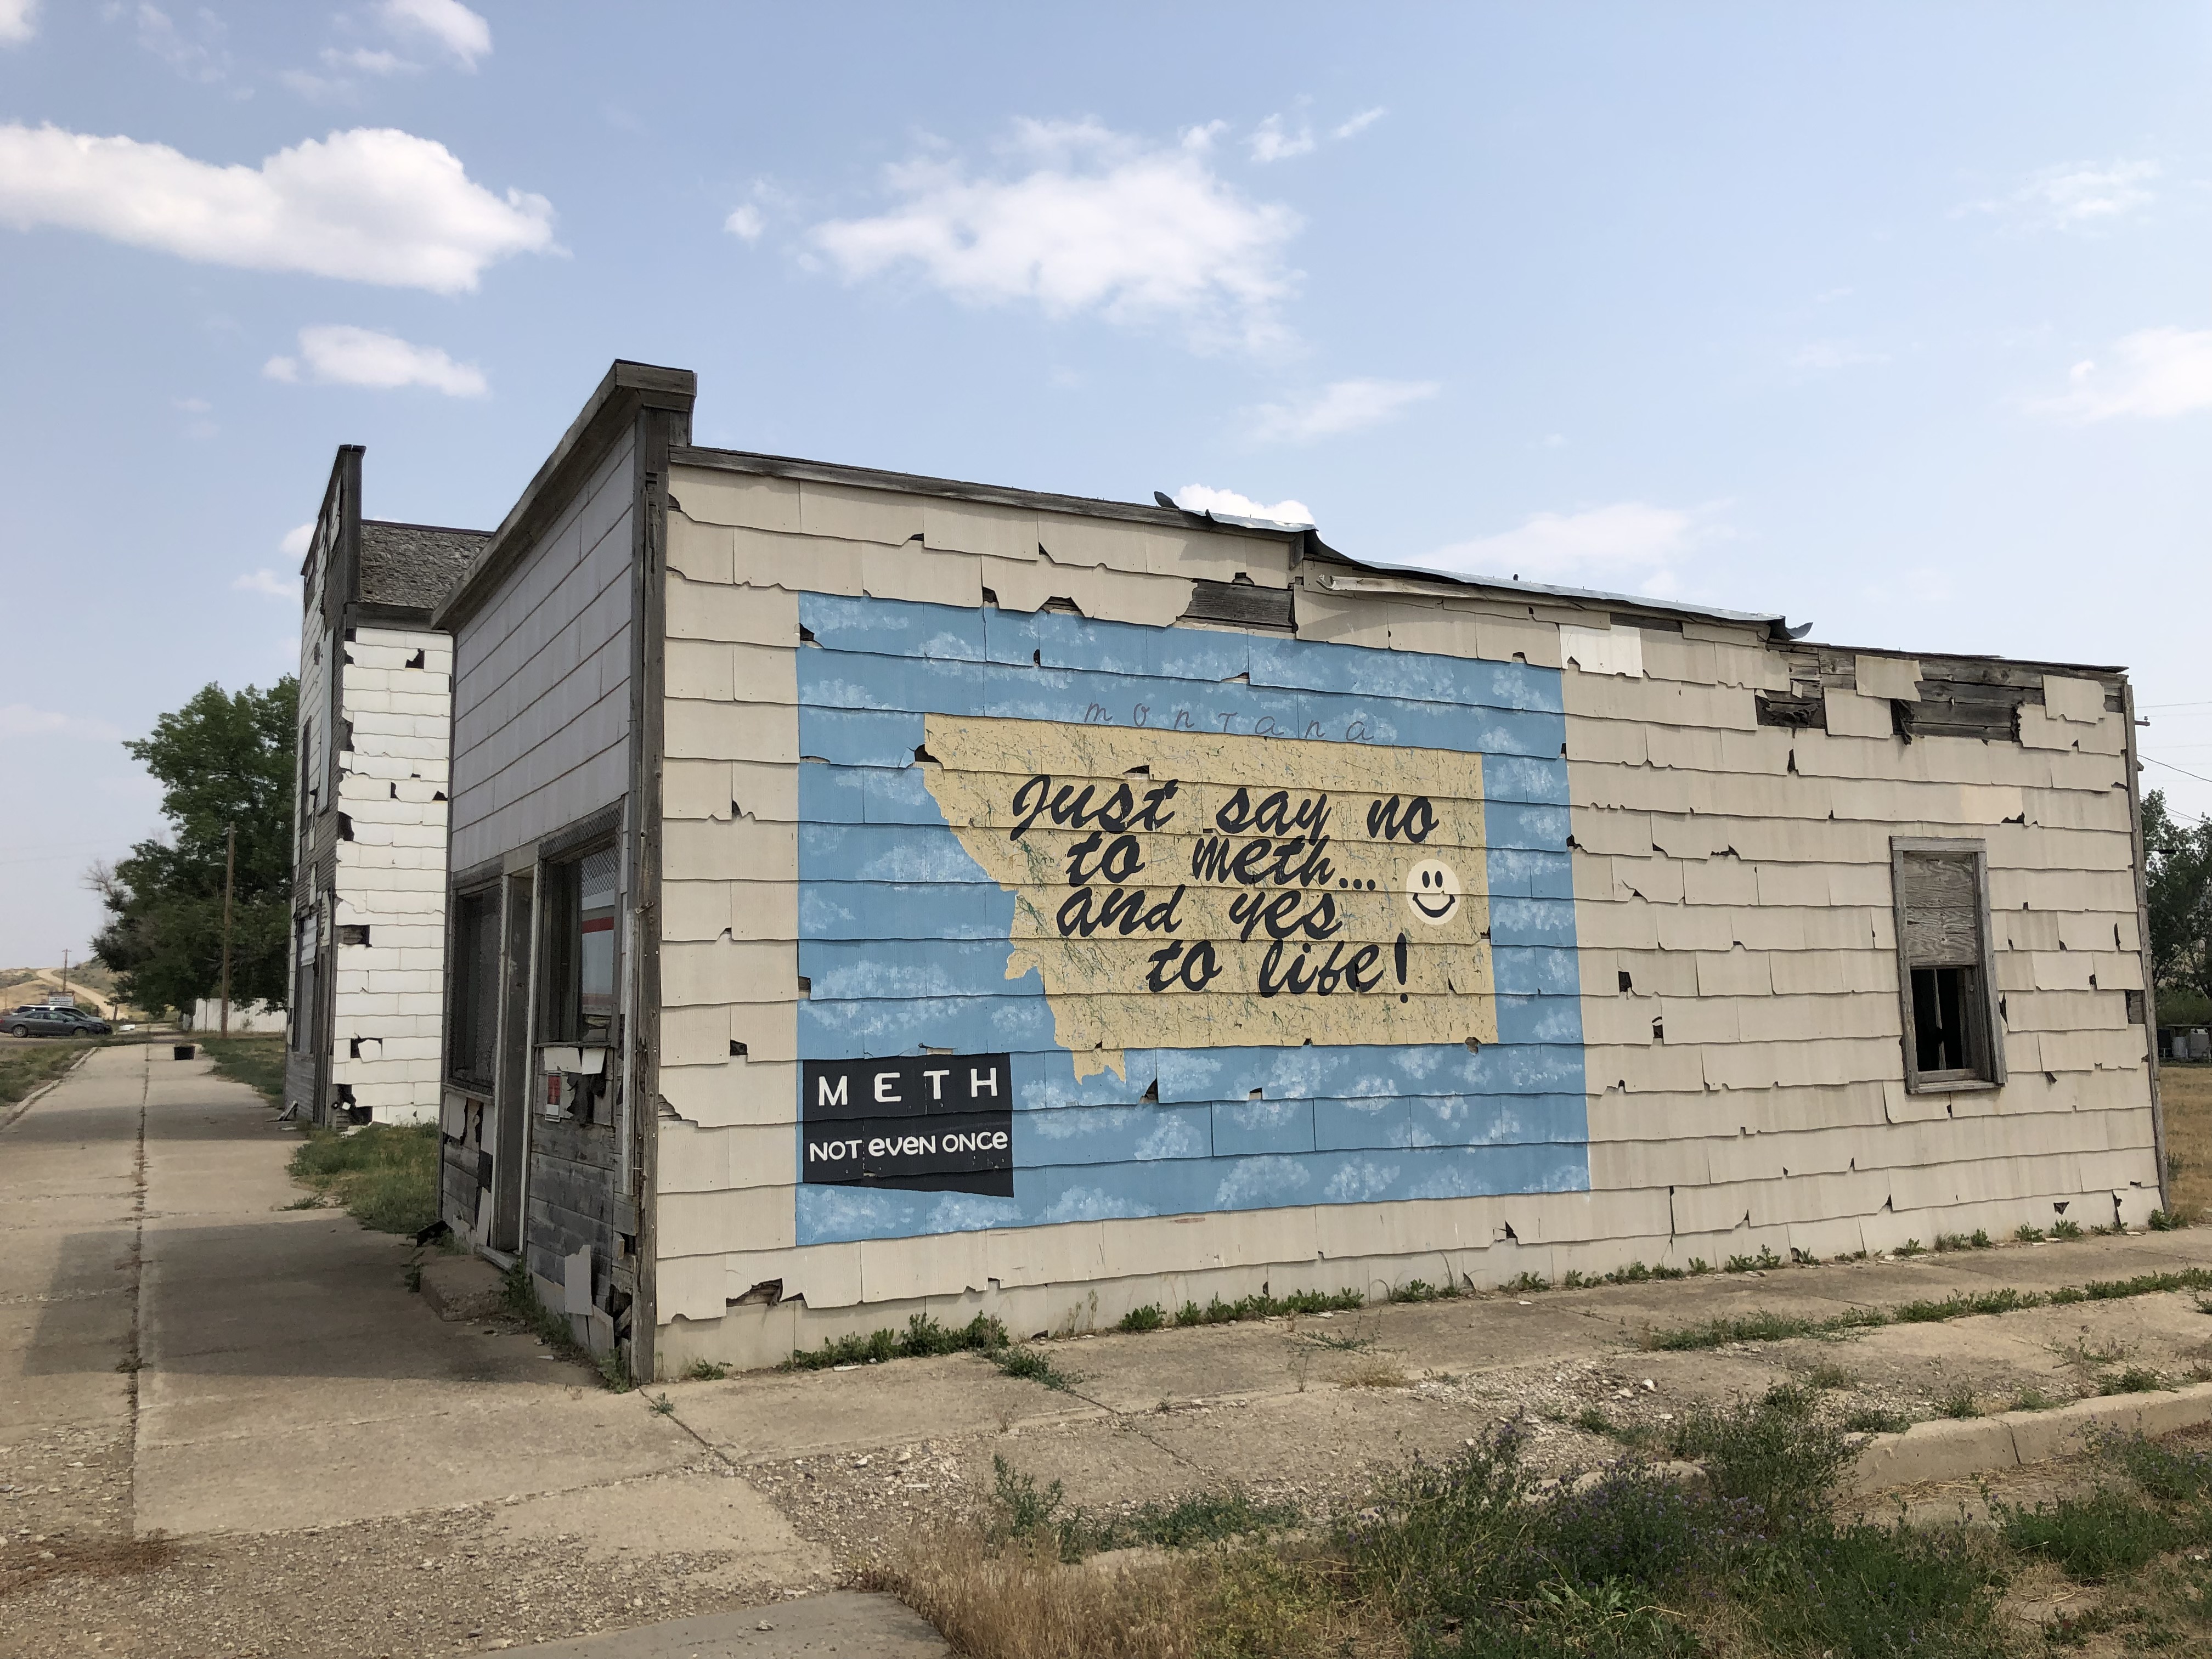 montana
Just say no
to meth...
and yes
to life!
METH
NOT eveN ONCe